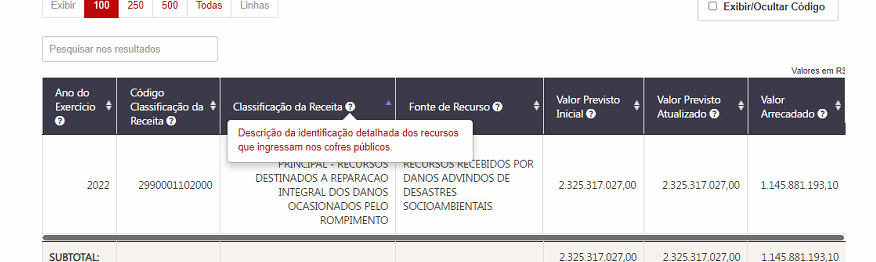 Exibir 100 250 500 Todas Linhas
Exibir/Ocultar Código
Pesquisar nos resultados
Valores em R$
Ano do
Exercício
Código
Classificação da
Receita
Classificação da Receita
Fonte de Recurso
Valor Previsto
Inicial
Valor Previsto
Atualizado
Valor
Arrecadado
Descrição da identificação detalhada dos recursos
que ingressam nos cofres públicos.
2022
2990001102000
PRINCIPAL - RECURSOS
DESTINADOS A REPARACAO
INTEGRAL DOS DANOS
OCASIONADOS PELO
ROMPIMENTO
RECURSOS RECEBIDOS POR
DANOS ADVINDOS DE
DESASTRES
SOCIOAMBIENTAIS
2.325.317.027,00
2.325.317.027,00
1.145.881.193,10
SUBTOTAL:
2.325.317.027,00
2.325.317.027,00
1.145.881.193,10